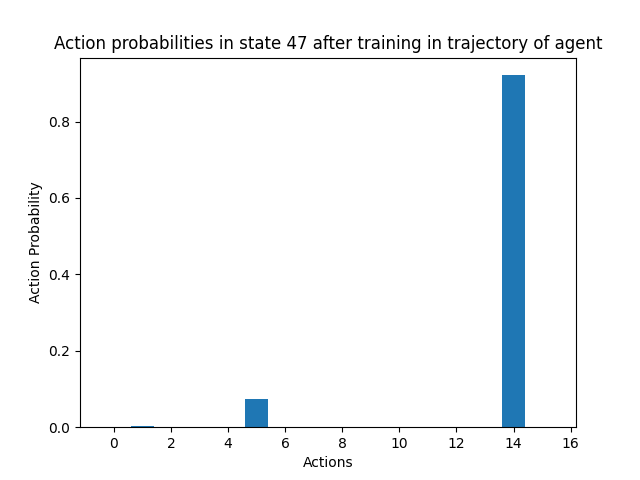 Action probabilities in state 47 after training in trajectory of agent
0.8
0.6
0.4
0.2
0.0
Action Probability
0 2 4 6 8 10 12 14 16
Actions